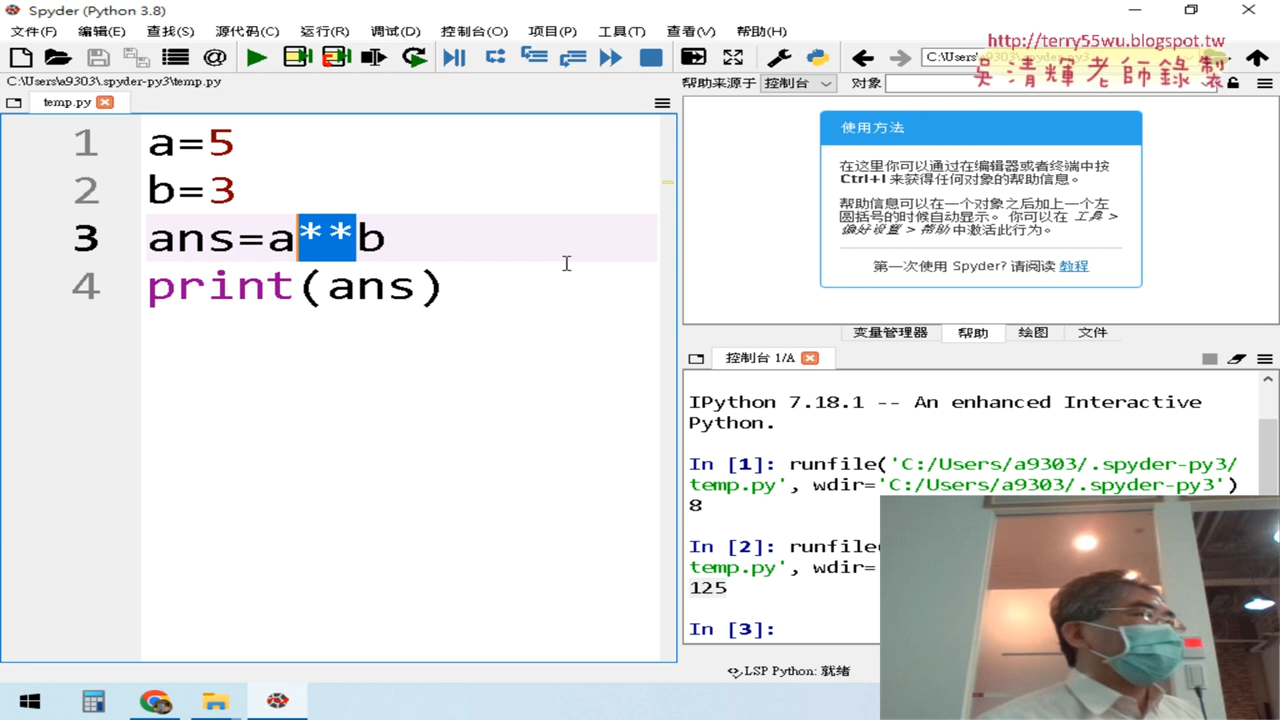 Spyder (Python 3.8)
文件(F) 编辑(E) 查找(S) 源代码(C) 运行(R) 调试(D) 控制台(O) 项目(P) 工具(T) 查看(V) 帮助(H)
http://terry55wu.blogspot.tw
吳清輝老師錄製
C:\Users\a9303\.spyder-py3\temp.py
帮助来源于 控制台 对象
temp.py
1 a=5
2 b=3
3 ans=a**b
4 print(ans)
使用方法
在这里你可以通过在编辑器或者终端中按
Ctrl+I 来获得任何对象的帮助信息。
帮助信息可以在一个对象之后加上一个左
圆括号的时候自动显示。 你可以在 工具 >
偏好设置 > 帮助 中激活此行为。
第一次使用 Spyder? 请阅读 教程
变量管理器 帮助 绘图 文件
控制台 1/A
IPython 7.18.1 -- An enhanced Interactive
Python.
In [1]: runfile('C:/Users/a9303/.spyder-py3/
temp.py', wdir='C:/Users/a9303/.spyder-py3')
8
In [2]: runfile
temp.py', wdir=
125
In [3]:
LSP Python: 就绪